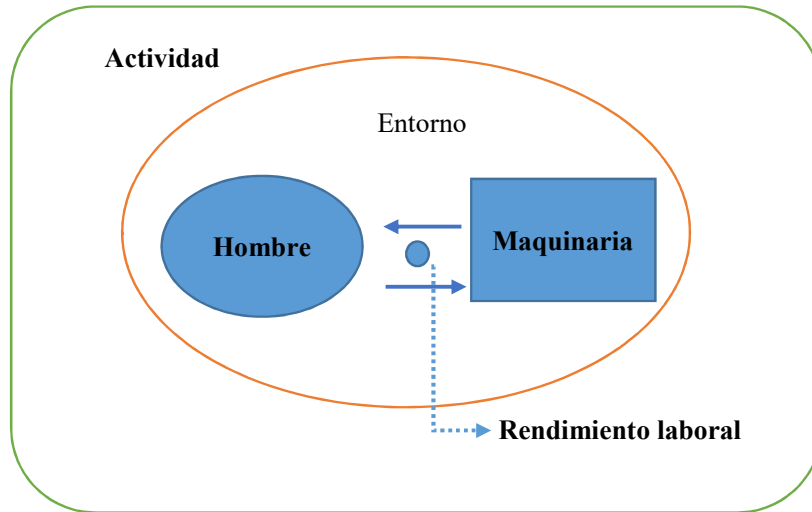 Actividad
Entorno
Hombre
Maquinaria
Rendimiento laboral